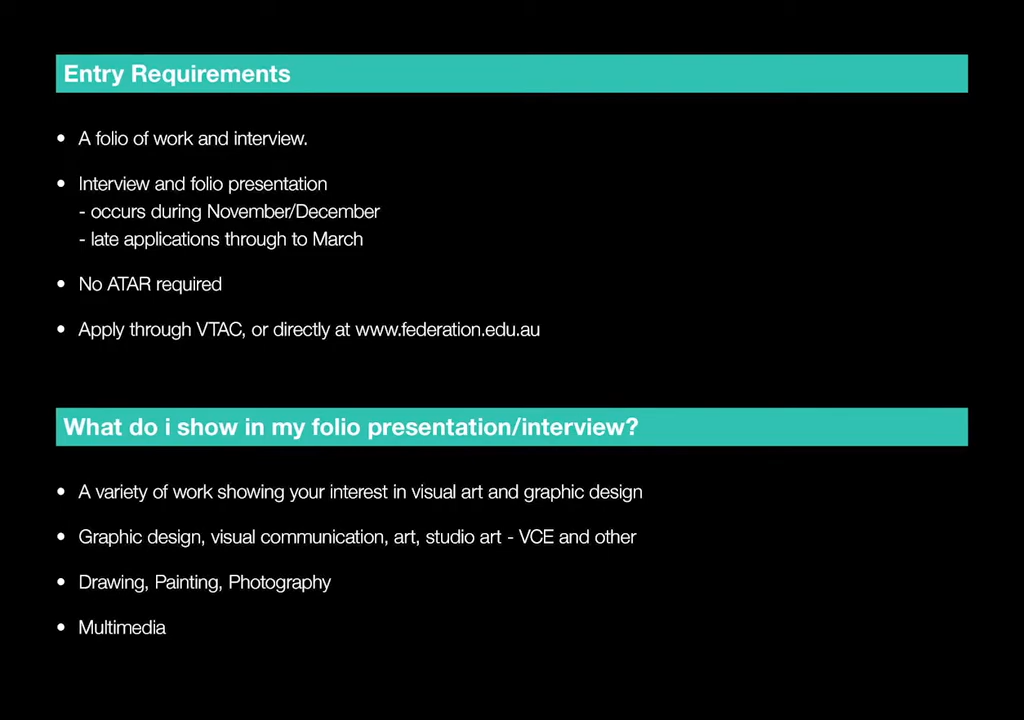 Entry Requirements
• A folio of work and interview.
• Interview and folio presentation
- occurs during November/December
- late applications through to March
• No ATAR required
• Apply through VTAC, or directly at www.federation.edu.au
What do i show in my folio presentation/interview?
• A variety of work showing your interest in visual art and graphic design
• Graphic design, visual communication, art, studio art - VCE and other
• Drawing, Painting, Photography
• Multimedia